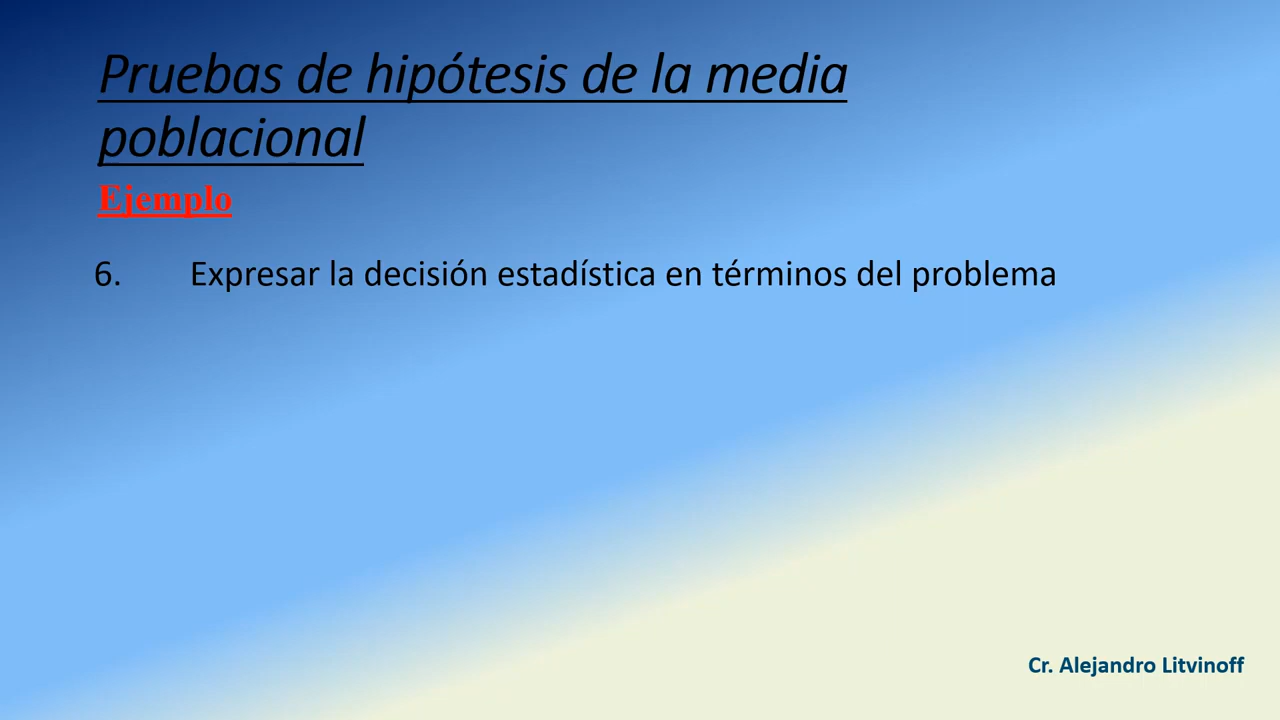 Pruebas de hipótesis de la media
poblacional
Ejemplo
6. Expresar la decisión estadística en términos del problema
Cr. Alejandro Litvinoff